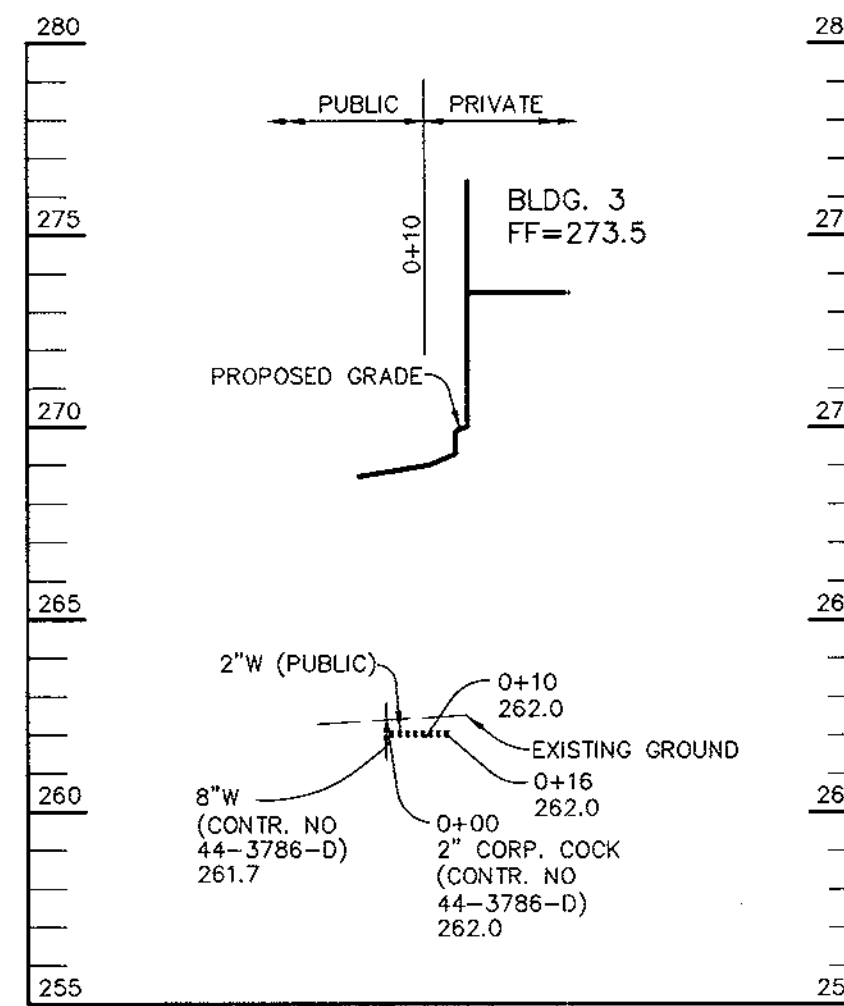 280
28
PUBLIC
PRIVATE
0+10
BLDG. 3
FF=273.5
275
27
PROPOSED GRADE
270
27
265
26
2"W (PUBLIC)
0+10
262.0
EXISTING GROUND
0+16
262.0
260
26
8"W
(CONTR. NO
44-3786-D)
261.7
0+00
2" CORP. COCK
(CONTR. NO
44-3786-D)
262.0
255
25